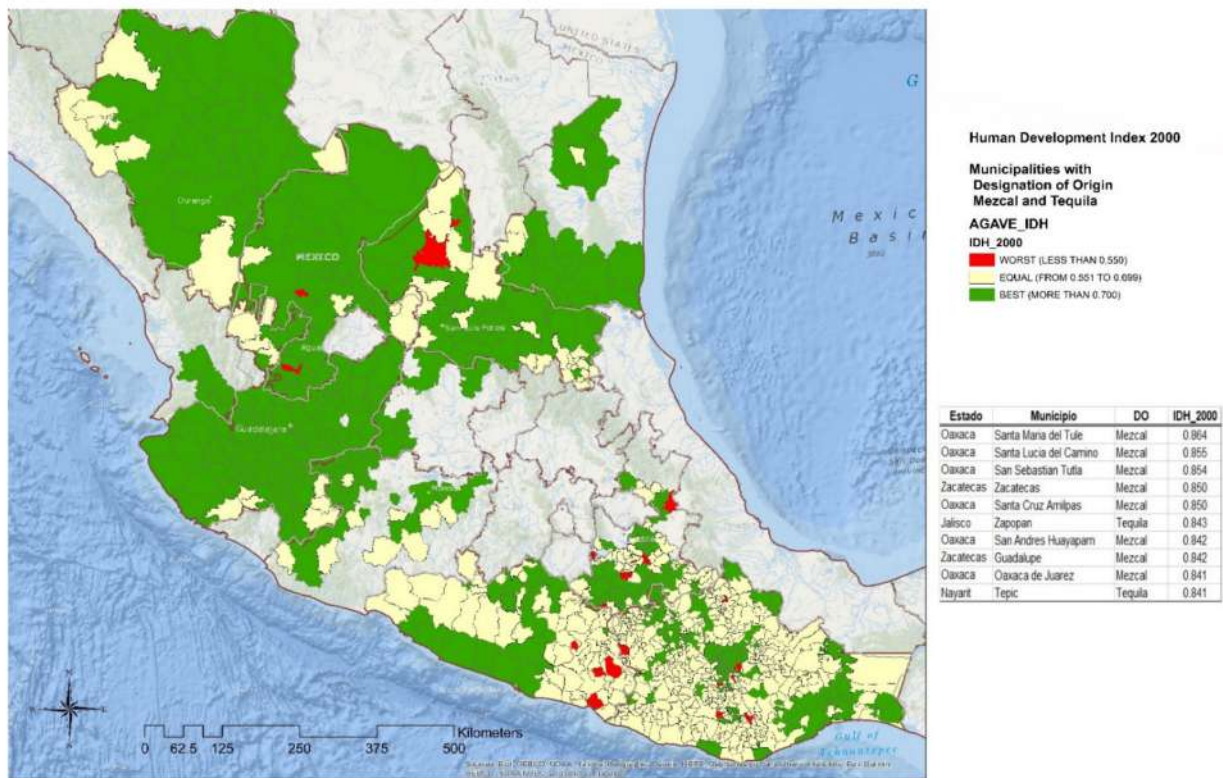 UNITED STATES
MEXICO
G
Durango
MEXICO
San Luis Potosí
Aguas
Guadalajara
Mexico
Basin
Gulf of
Tehuantepec
Kilometers
0 62.5 125 250 375 500
Human Development Index 2000
Municipalities with
Designation of Origin
Mezcal and Tequila
AGAVE_IDH
IDH_2000
WORST (LESS THAN 0.550)
EQUAL (FROM 0.551 TO 0.699)
BEST (MORE THAN 0.700)
Estado Municipio DO IDH_2000
Oaxaca Santa Maria del Tule Mezcal 0.864
Oaxaca Santa Lucia del Camino Mezcal 0.855
Oaxaca San Sebastian Tutla Mezcal 0.854
Zacatecas Zacatecas Mezcal 0.850
Oaxaca Santa Cruz Amilpas Mezcal 0.850
Jalisco Zapopan Tequila 0.843
Oaxaca San Andres Huayapam Mezcal 0.842
Zacatecas Guadalupe Mezcal 0.842
Oaxaca Oaxaca de Juarez Mezcal 0.841
Nayarit Tepic Tequila 0.841